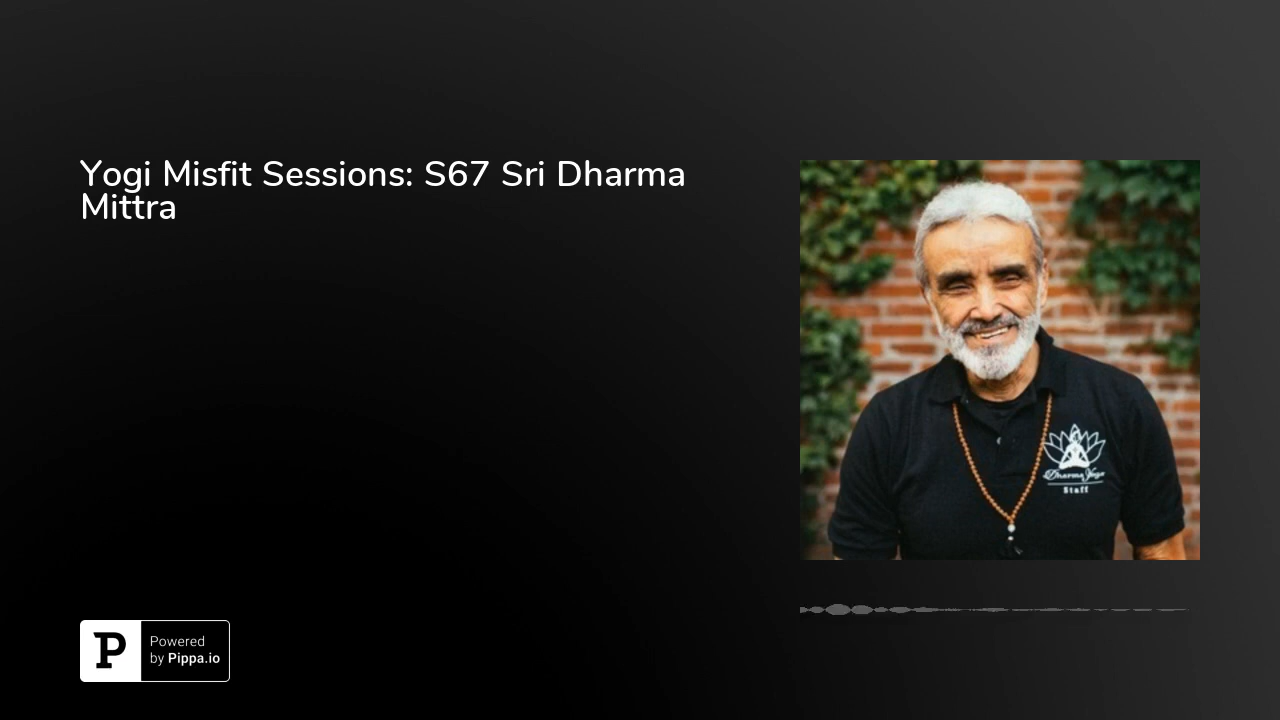 Yogi Misfit Sessions: S67 Sri Dharma
Mittra
Dharma Yoga
Staff
P
Powered
by Pippa.io